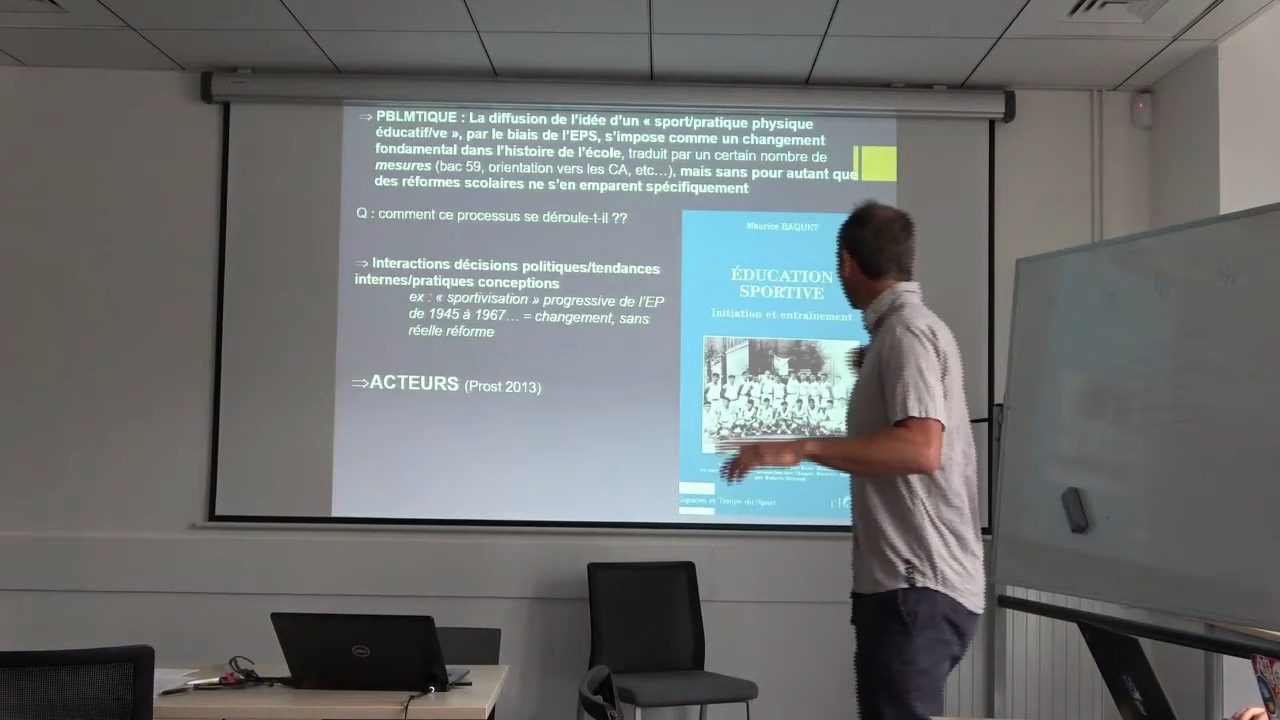 ⇒ PBLMTIQUE : La diffusion de l'idée d'un « sport/pratique physique
éducatif/ve », par le biais de l'EPS, s'impose comme un changement
fondamental dans l'histoire de l'école, traduit par un certain nombre de
mesures (bac 59, orientation vers les CA, etc…), mais sans pour autant que
des réformes scolaires ne s'en emparent spécifiquement
Q : comment ce processus se déroule-t-il ??
⇒ Interactions décisions politiques/tendances
internes/pratiques conceptions
ex : « sportivisation » progressive de l'EP
de 1945 à 1967… = changement, sans
réelle réforme
⇒ACTEURS (Prost 2013)
Maurice BAQUET
ÉDUCATION
SPORTIVE
Initiation et entraînement
Espaces et Temps du Sport
DELL